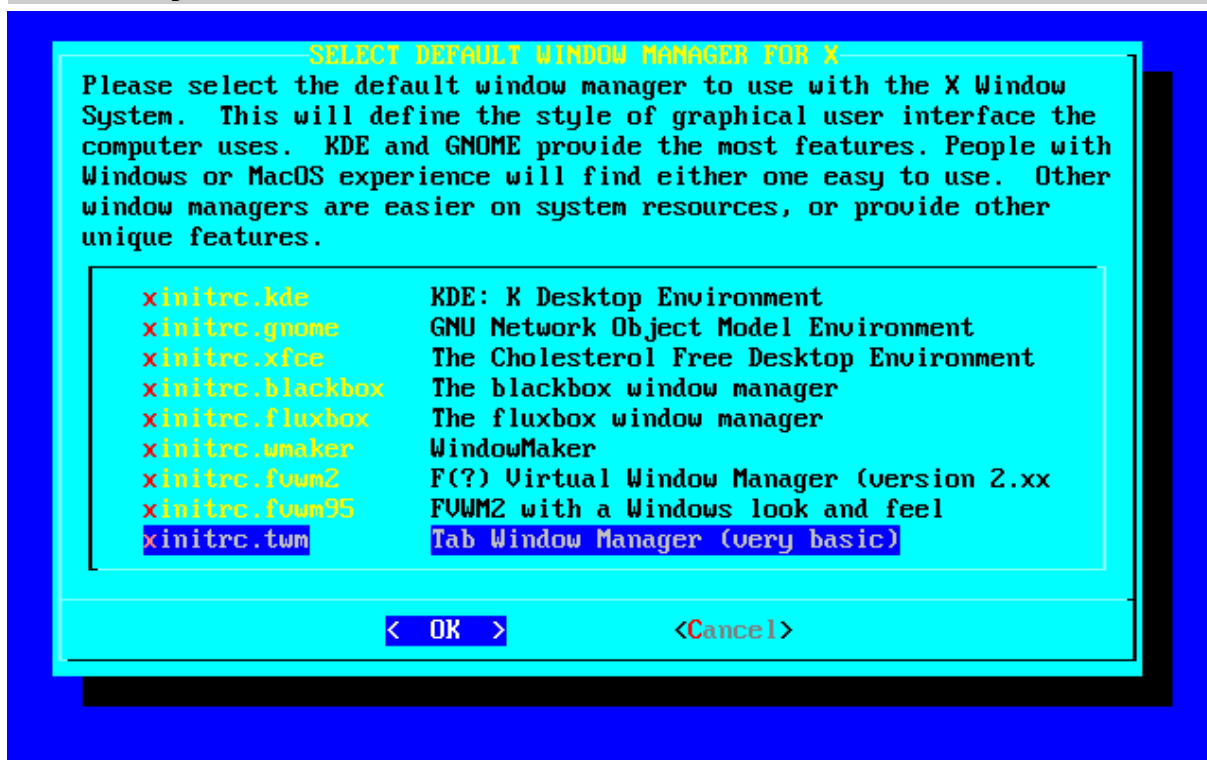 SELECT DEFAULT WINDOW MANAGER FOR X
Please select the default window manager to use with the X Window
System.  This will define the style of graphical user interface the
computer uses.  KDE and GNOME provide the most features. People with
Windows or MacOS experience will find either one easy to use.  Other
window managers are easier on system resources, or provide other
unique features.
xinitrc.kde KDE: K Desktop Environment
xinitrc.gnome GNU Network Object Model Environment
xinitrc.xfce The Cholesterol Free Desktop Environment
xinitrc.blackbox The blackbox window manager
xinitrc.fluxbox The fluxbox window manager
xinitrc.wmaker WindowMaker
xinitrc.fvwm2 F(?) Virtual Window Manager (version 2.xx
xinitrc.fvwm95 FVWM2 with a Windows look and feel
xinitrc.twm Tab Window Manager (very basic)
< OK > <Cancel>